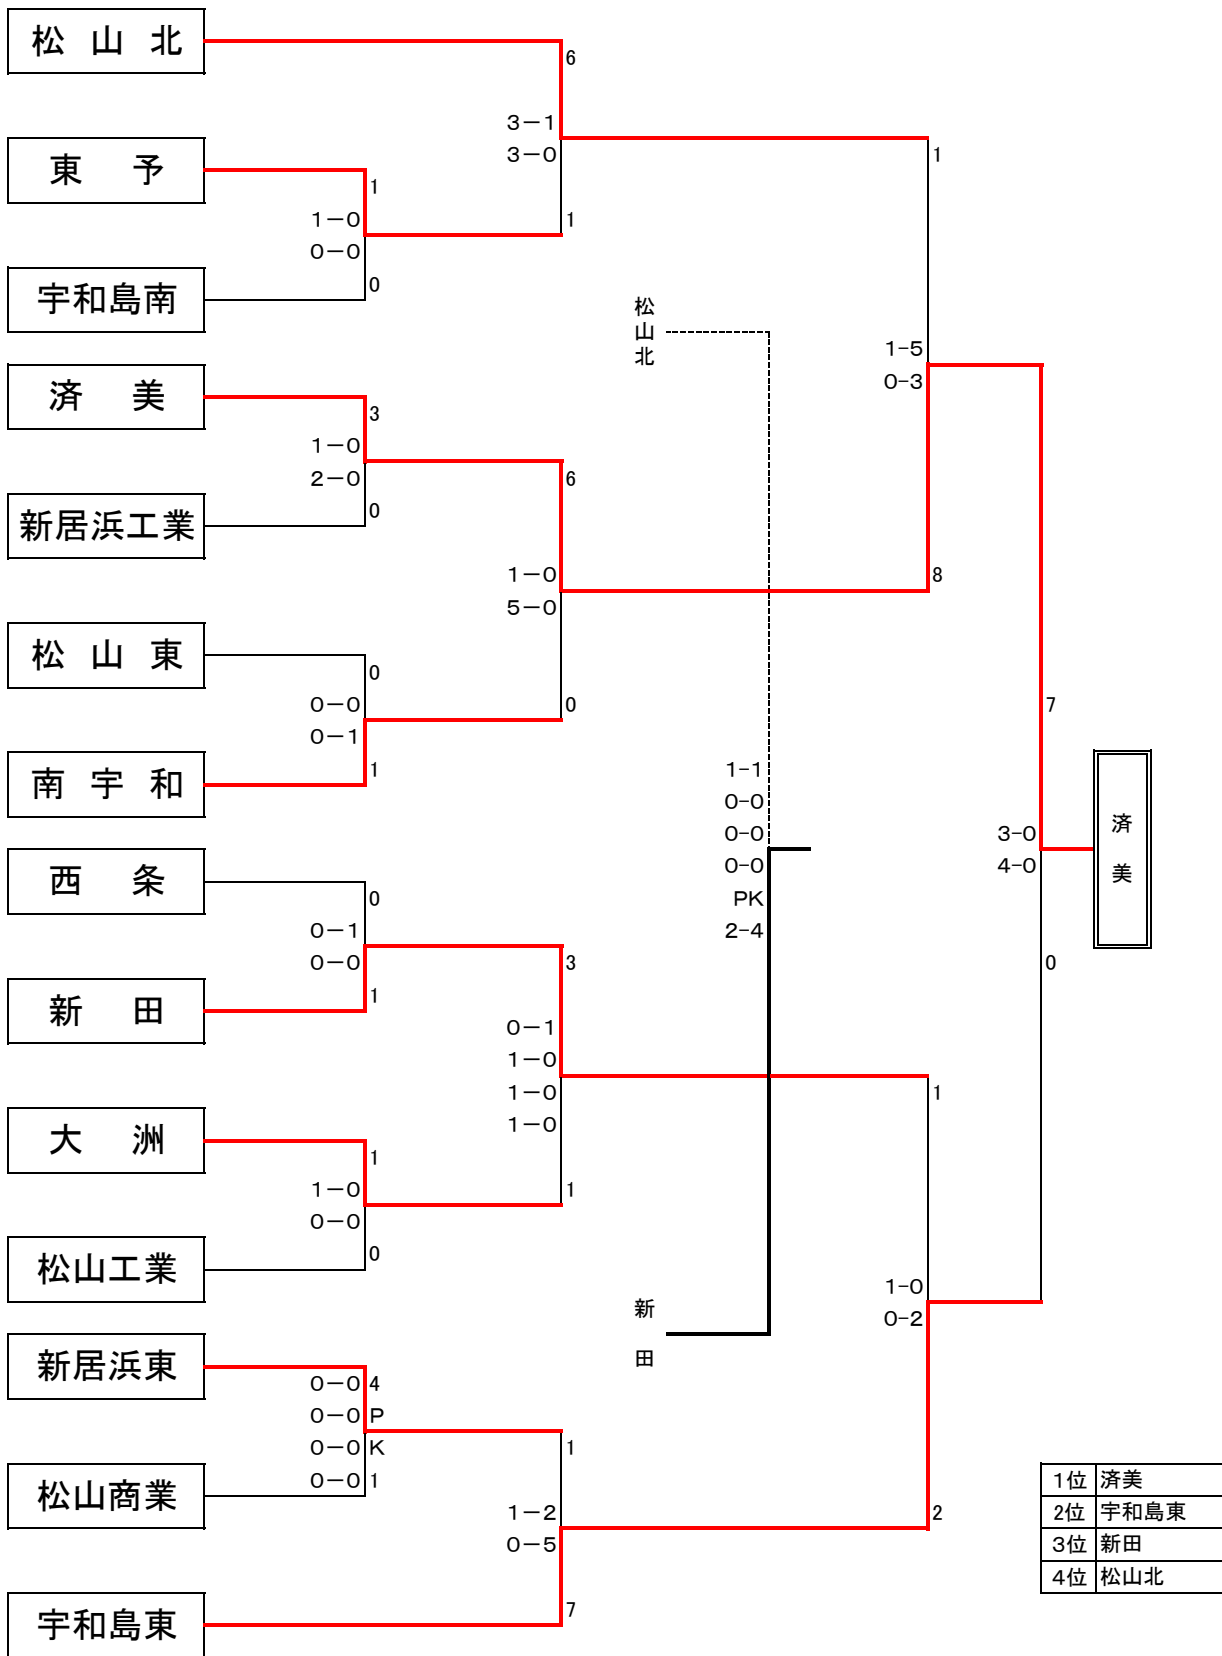 松 山 北
6
3－1
3－0
東 予
1
1－0
0－0
1
宇和島南
0
1
松山北
1-5
0-3
済 美
3
1－0
2－0
6
新居浜工業
0
1－0
5－0
8
松 山 東
0
0－0
0－1
0
7
南 宇 和
1
1-1
0-0
0-0
0-0
PK
2-4
3-0
4-0
済美
西 条
0
0－1
0－0
3
0
新 田
1
0－1
1－0
1－0
1－0
1
大 洲
1
1－0
0－0
1
松山工業
0
新田
1-0
0-2
新居浜東
0－0 4
0－0 P
0－0 K
0－0 1
1
松山商業
1－2
0－5
2
宇和島東
7
1位 済美
2位 宇和島東
3位 新田
4位 松山北